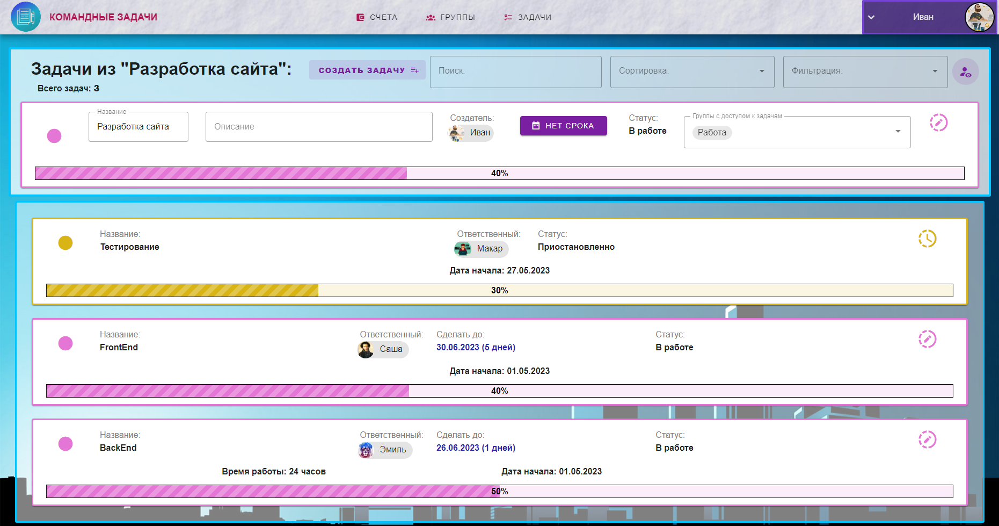 КОМАНДНЫЕ ЗАДАЧИ
СЧЕТА
ГРУППЫ
ЗАДАЧИ
Иван
Задачи из "Разработка сайта":
СОЗДАТЬ ЗАДАЧУ
Поиск:
Сортировка:
Фильтрация:
Всего задач: 3
Название
Разработка сайта
Описание
Создатель:
Иван
НЕТ СРОКА
Статус:
В работе
Группы с доступом к задачам
Работа
40%
Название:
Тестирование
Ответственный:
Макар
Статус:
Приостановленно
Дата начала: 27.05.2023
30%
Название:
FrontEnd
Ответственный:
Саша
Сделать до:
30.06.2023 (5 дней)
Статус:
В работе
Дата начала: 01.05.2023
40%
Название:
BackEnd
Ответственный:
Эмиль
Сделать до:
26.06.2023 (1 дней)
Статус:
В работе
Время работы: 24 часов
Дата начала: 01.05.2023
50%